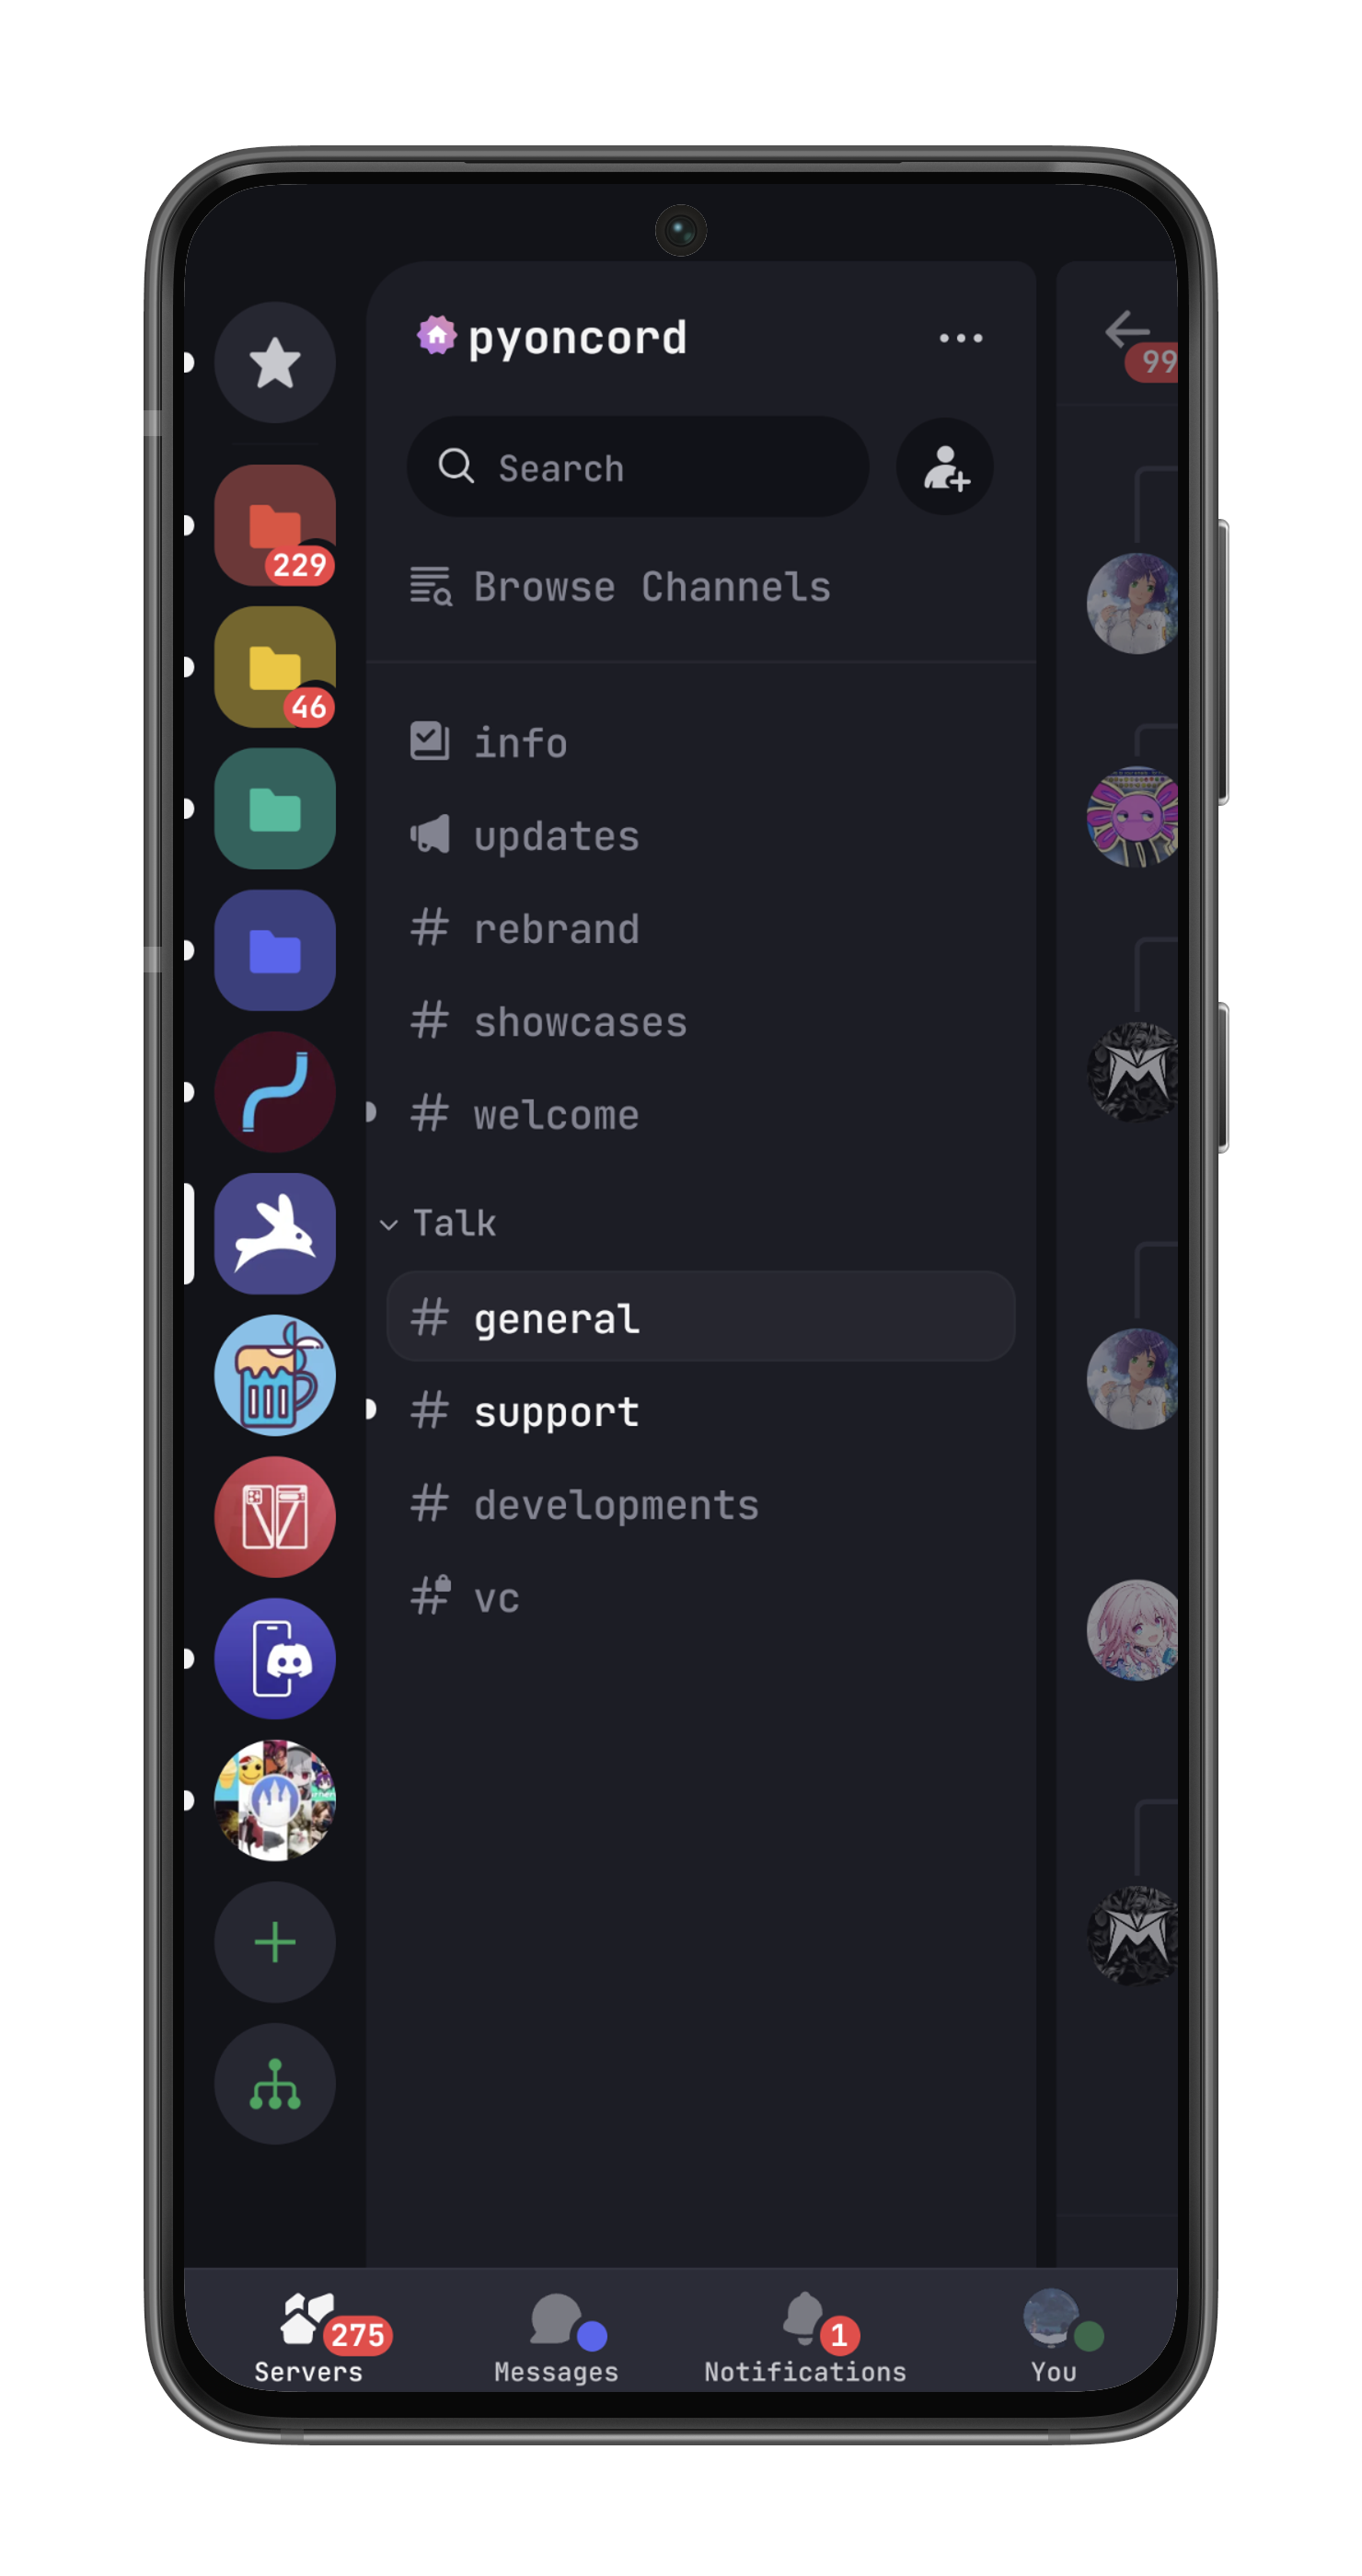 pyoncord
99
Search
Browse Channels
229
46
info
updates
rebrand
showcases
welcome
Talk
general
support
developments
vc
275
1
Servers
Messages
Notifications
You